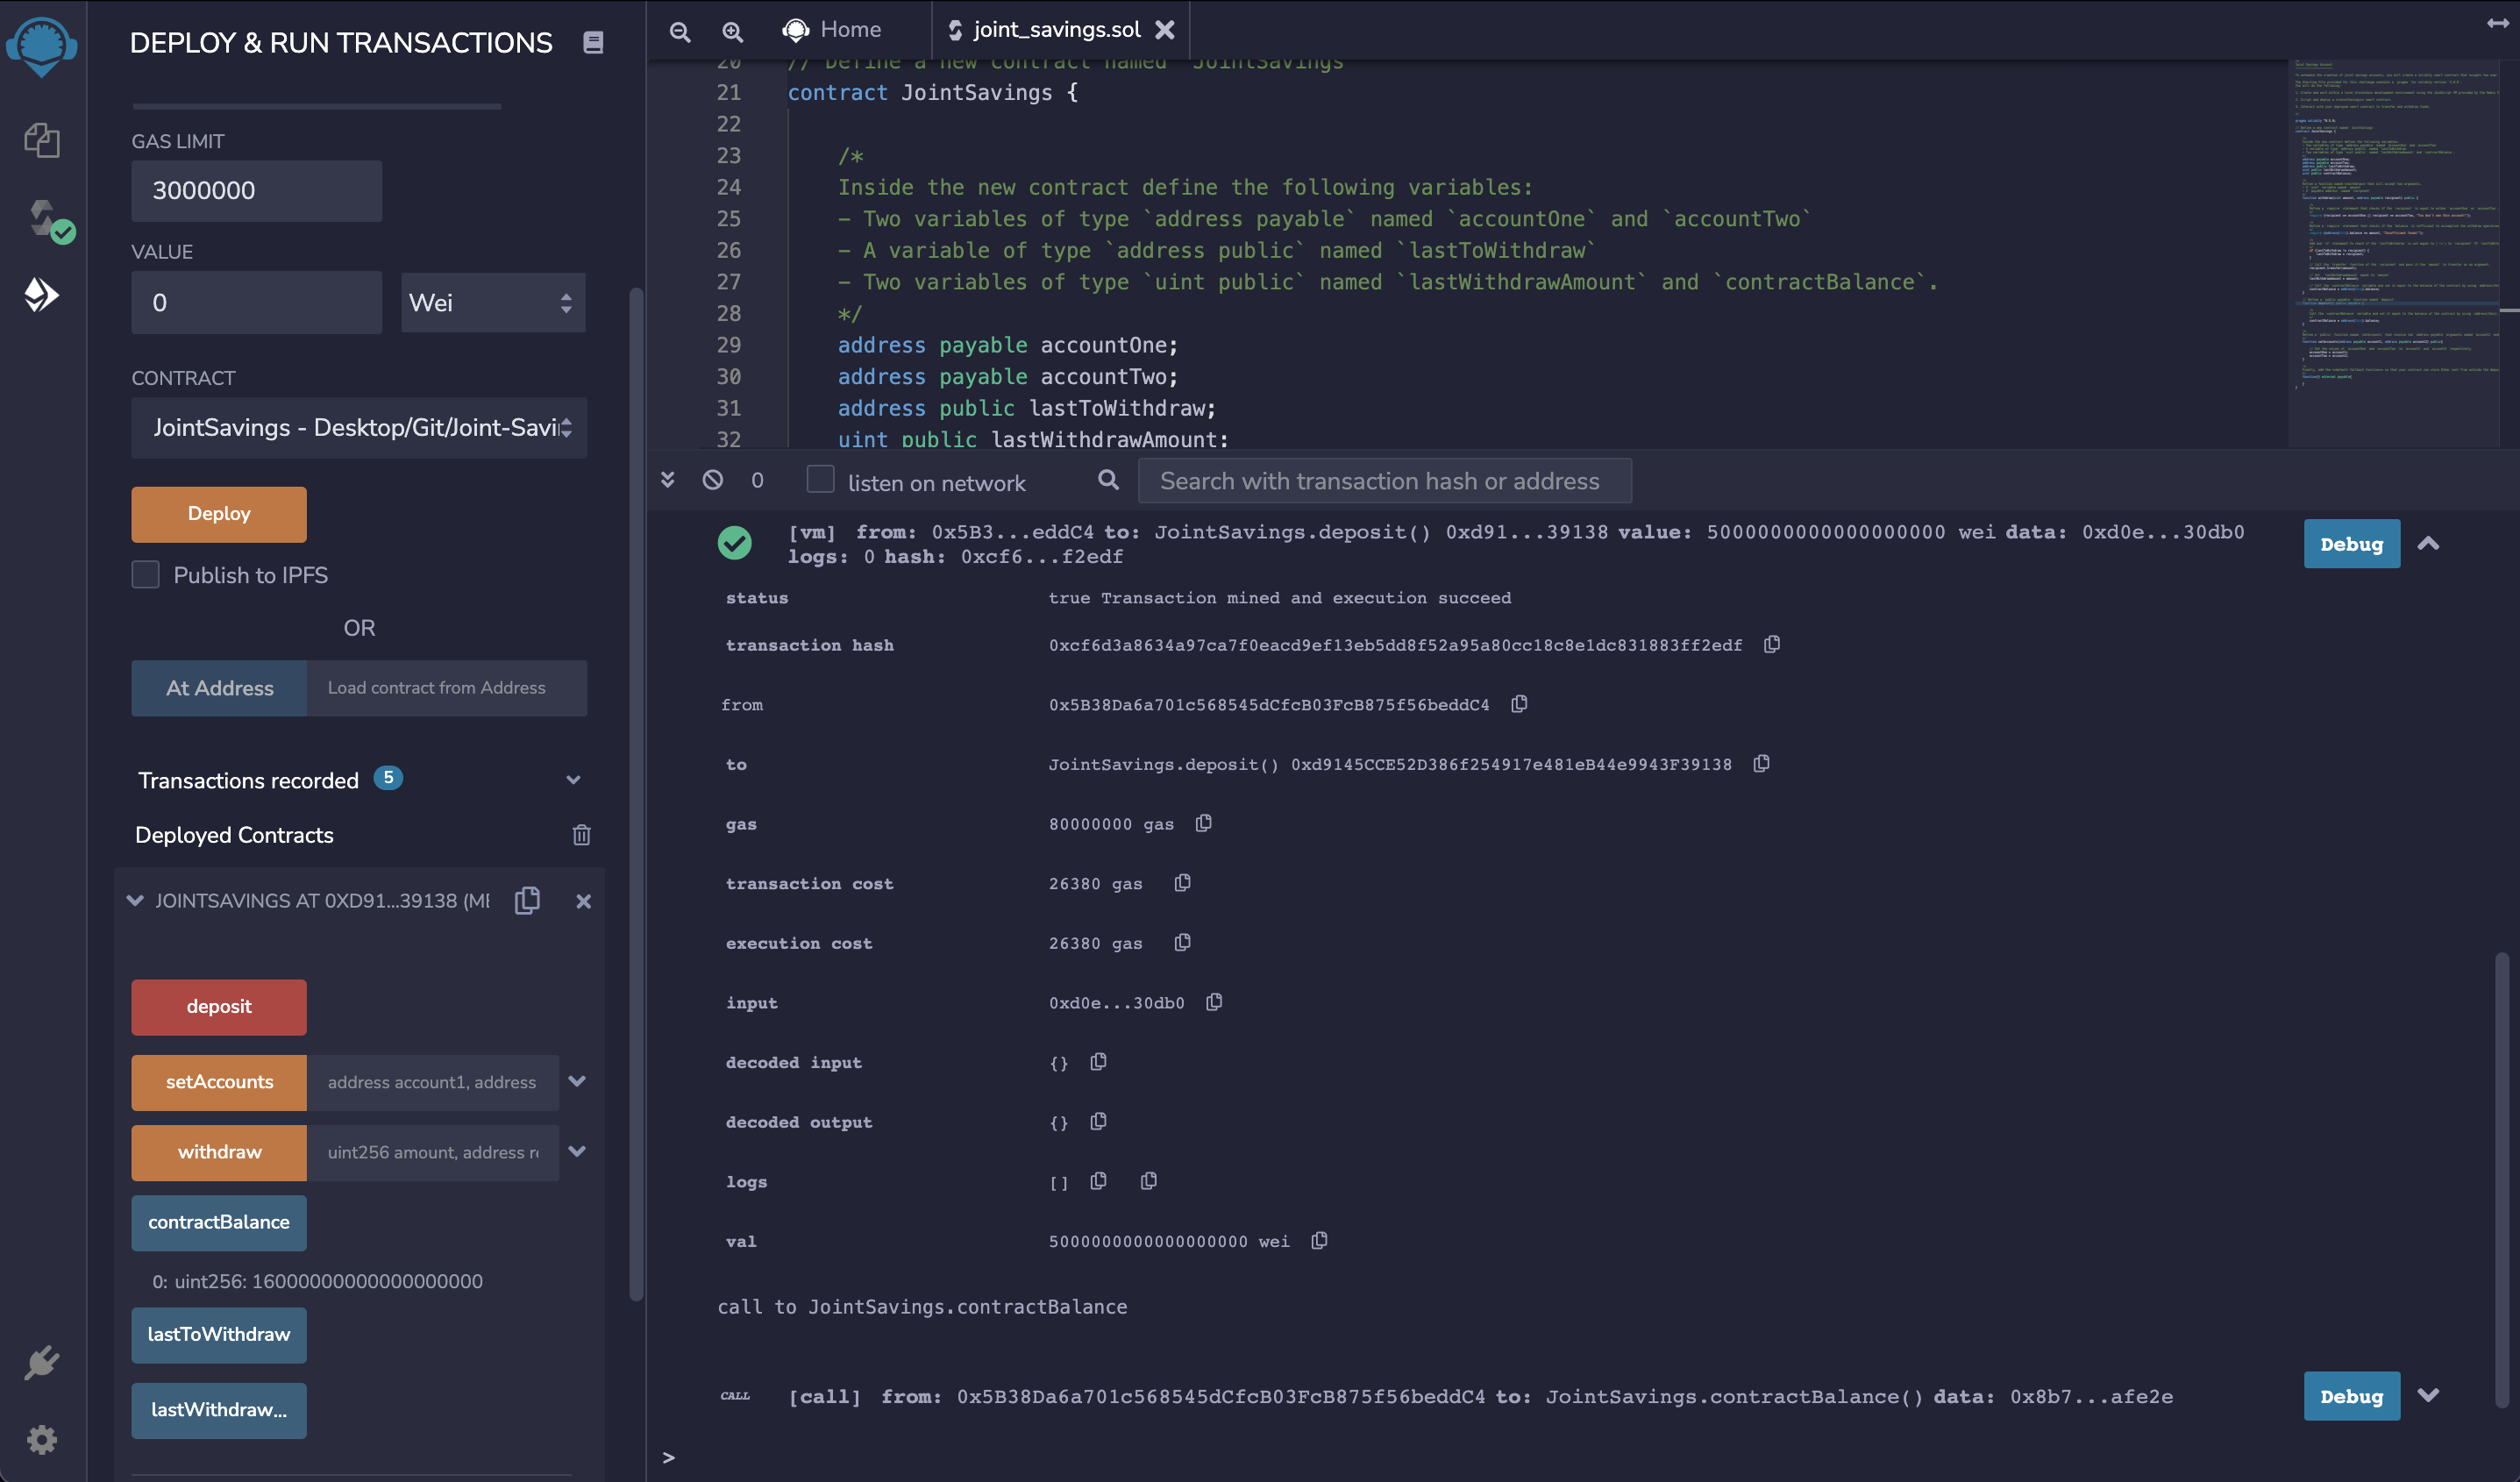 DEPLOY & RUN TRANSACTIONS
GAS LIMIT
3000000
VALUE
0
Wei
CONTRACT
JointSavings - Desktop/Git/Joint-Savi
Deploy
Publish to IPFS
OR
At Address
Load contract from Address
Transactions recorded 5
Deployed Contracts
JOINTSAVINGS AT 0XD91...39138 (ME
deposit
setAccounts
address account1, address
withdraw
uint256 amount, address re
contractBalance
0: uint256: 16000000000000000000
lastToWithdraw
lastWithdraw...
Home
joint_savings.sol
20 // Define a new contract named `JointSavings`
21 contract JointSavings {
22
23 /*
24 Inside the new contract define the following variables:
25 - Two variables of type `address payable` named `accountOne` and `accountTwo`
26 - A variable of type `address public` named `lastToWithdraw`
27 - Two variables of type `uint public` named `lastWithdrawAmount` and `contractBalance`.
28 */
29 address payable accountOne;
30 address payable accountTwo;
31 address public lastToWithdraw;
32 uint public lastWithdrawAmount;
0
listen on network
Search with transaction hash or address
[vm] from: 0x5B3...eddC4 to: JointSavings.deposit() 0xd91...39138 value: 5000000000000000000 wei data: 0xd0e...30db0
logs: 0 hash: 0xcf6...f2edf
Debug
status true Transaction mined and execution succeed
transaction hash 0xcf6d3a8634a97ca7f0eacd9ef13eb5dd8f52a95a80cc18c8e1dc831883ff2edf
from 0x5B38Da6a701c568545dCfcB03FcB875f56beddC4
to JointSavings.deposit() 0xd9145CCE52D386f254917e481eB44e9943F39138
gas 80000000 gas
transaction cost 26380 gas
execution cost 26380 gas
input 0xd0e...30db0
decoded input {}
decoded output {}
logs []
val 5000000000000000000 wei
call to JointSavings.contractBalance
CALL [call] from: 0x5B38Da6a701c568545dCfcB03FcB875f56beddC4 to: JointSavings.contractBalance() data: 0x8b7...afe2e
Debug
>